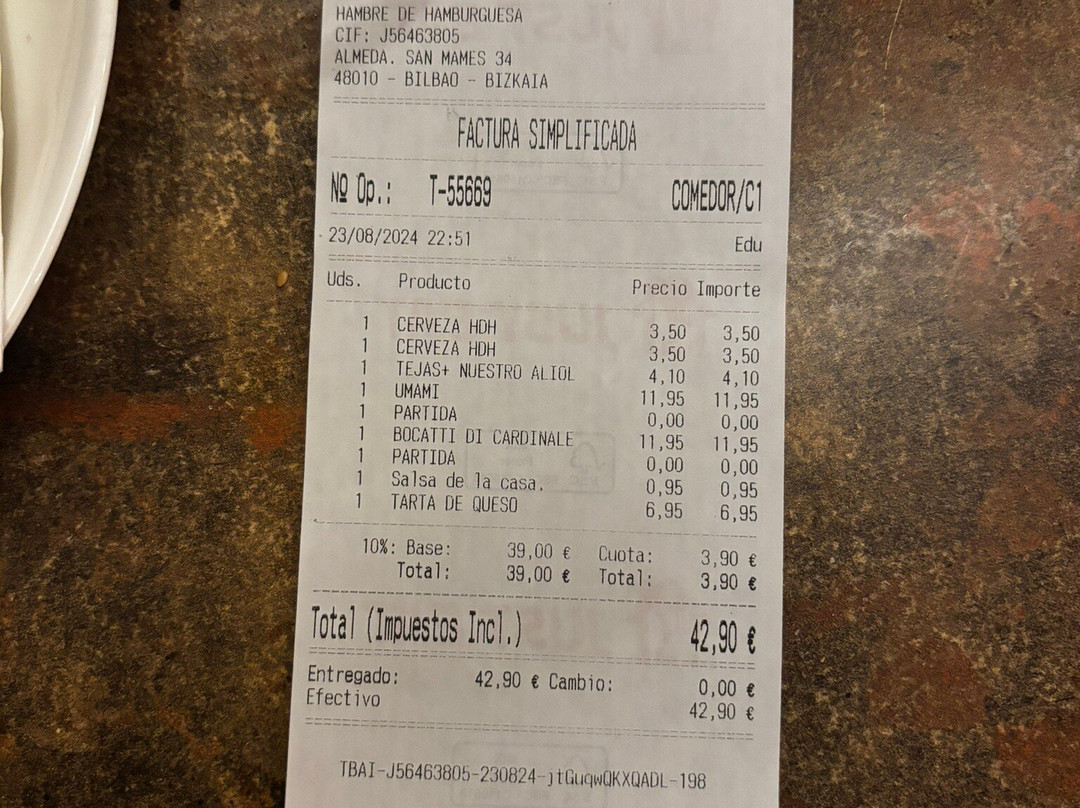 HAMBRE DE HAMBURGUESA
CIF: J56463805
ALMEDA. SAN MAMES 34
48010 - BILBAO - BIZKAIA
FACTURA SIMPLIFICADA
Nº Op.: T-55669 COMEDOR/C1
23/08/2024 22:51 Edu
Uds. Producto Precio Importe
1 CERVEZA HDH 3,50 3,50
1 CERVEZA HDH 3,50 3,50
1 TEJAS+ NUESTRO ALIOL 4,10 4,10
1 UMAMI 11,95 11,95
1 PARTIDA 0,00 0,00
1 BOCATTI DI CARDINALE 11,95 11,95
1 PARTIDA 0,00 0,00
1 Salsa de la casa. 0,95 0,95
1 TARTA DE QUESO 6,95 6,95
10%: Base: 39,00 € Cuota: 3,90 €
Total: 39,00 € Total: 3,90 €
Total (Impuestos Incl.) 42,90 €
Entregado: 42,90 € Cambio: 0,00 €
Efectivo 42,90 €
TBAI-J56463805-230824-jtGuqwQKXQADL-198